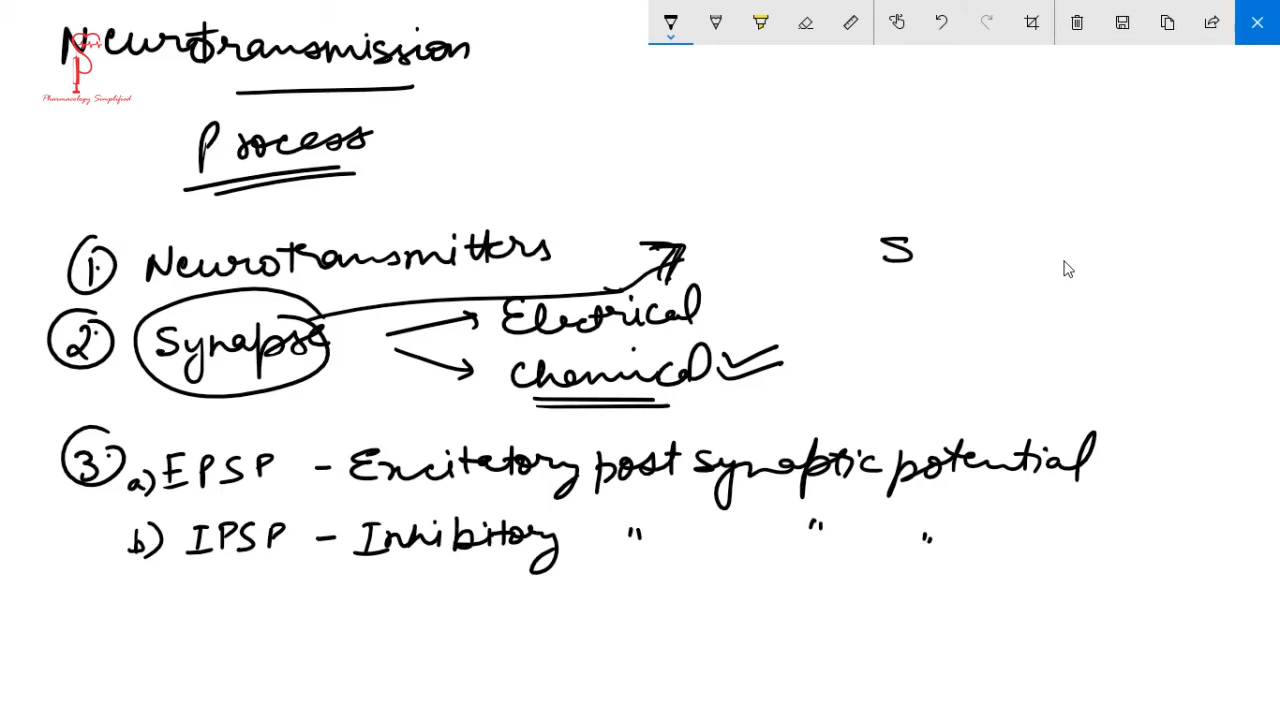 Neurotransmission
Pharmacology Simplified
Process
1. Neurotransmitters
S
2. Synapse
Electrical
Chemical
3. a) EPSP - Excitatory post synaptic potential
b) IPSP - Inhibitory " " "